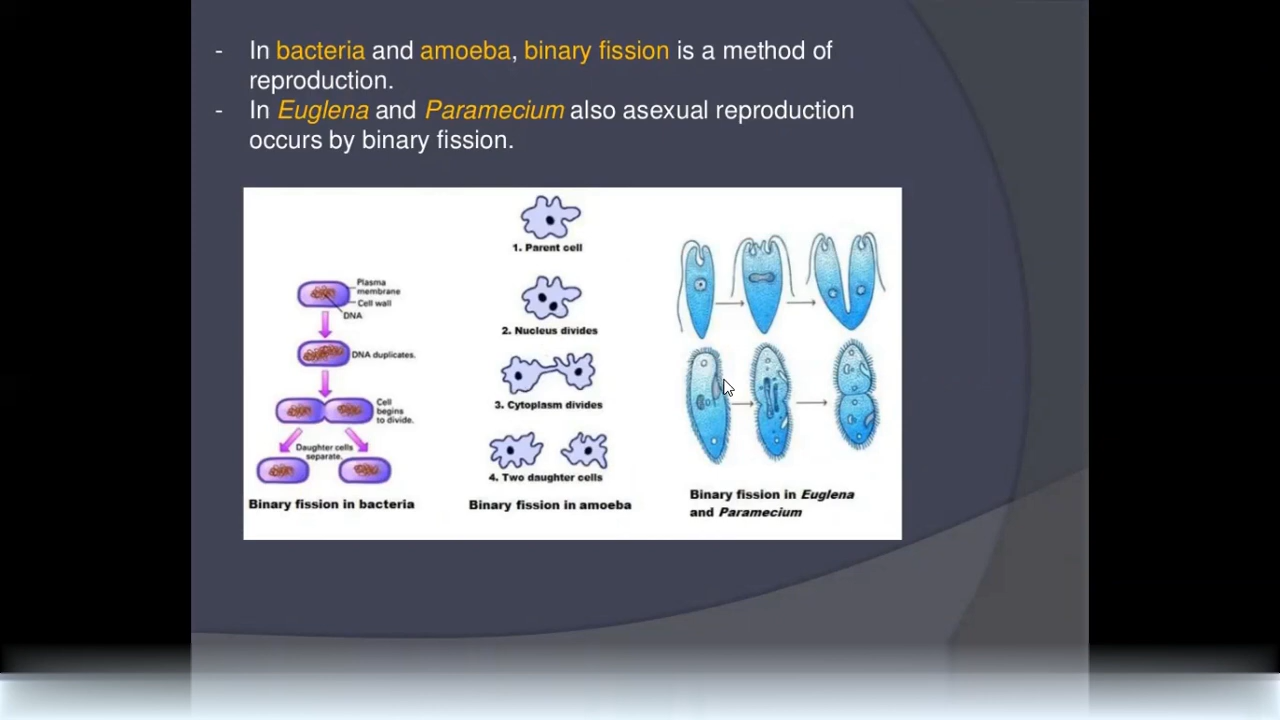 - In bacteria and amoeba, binary fission is a method of
reproduction.
- In Euglena and Paramecium also asexual reproduction
occurs by binary fission.
Plasma
membrane
Cell wall
DNA
DNA duplicates.
Cell
begins
to divide.
Daughter cells
separate.
Binary fission in bacteria
1. Parent cell
2. Nucleus divides
3. Cytoplasm divides
4. Two daughter cells
Binary fission in amoeba
Binary fission in Euglena
and Paramecium